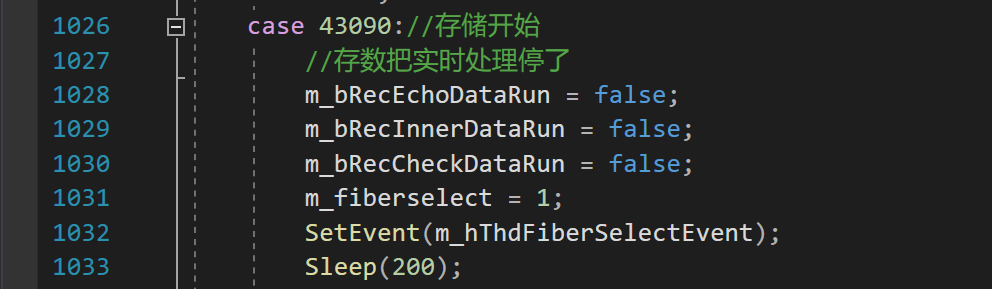 1026 case 43090://存储开始
1027 //存数把实时处理停了
1028 m_bRecEchoDataRun = false;
1029 m_bRecInnerDataRun = false;
1030 m_bRecCheckDataRun = false;
1031 m_fiberselect = 1;
1032 SetEvent(m_hThdFiberSelectEvent);
1033 Sleep(200);